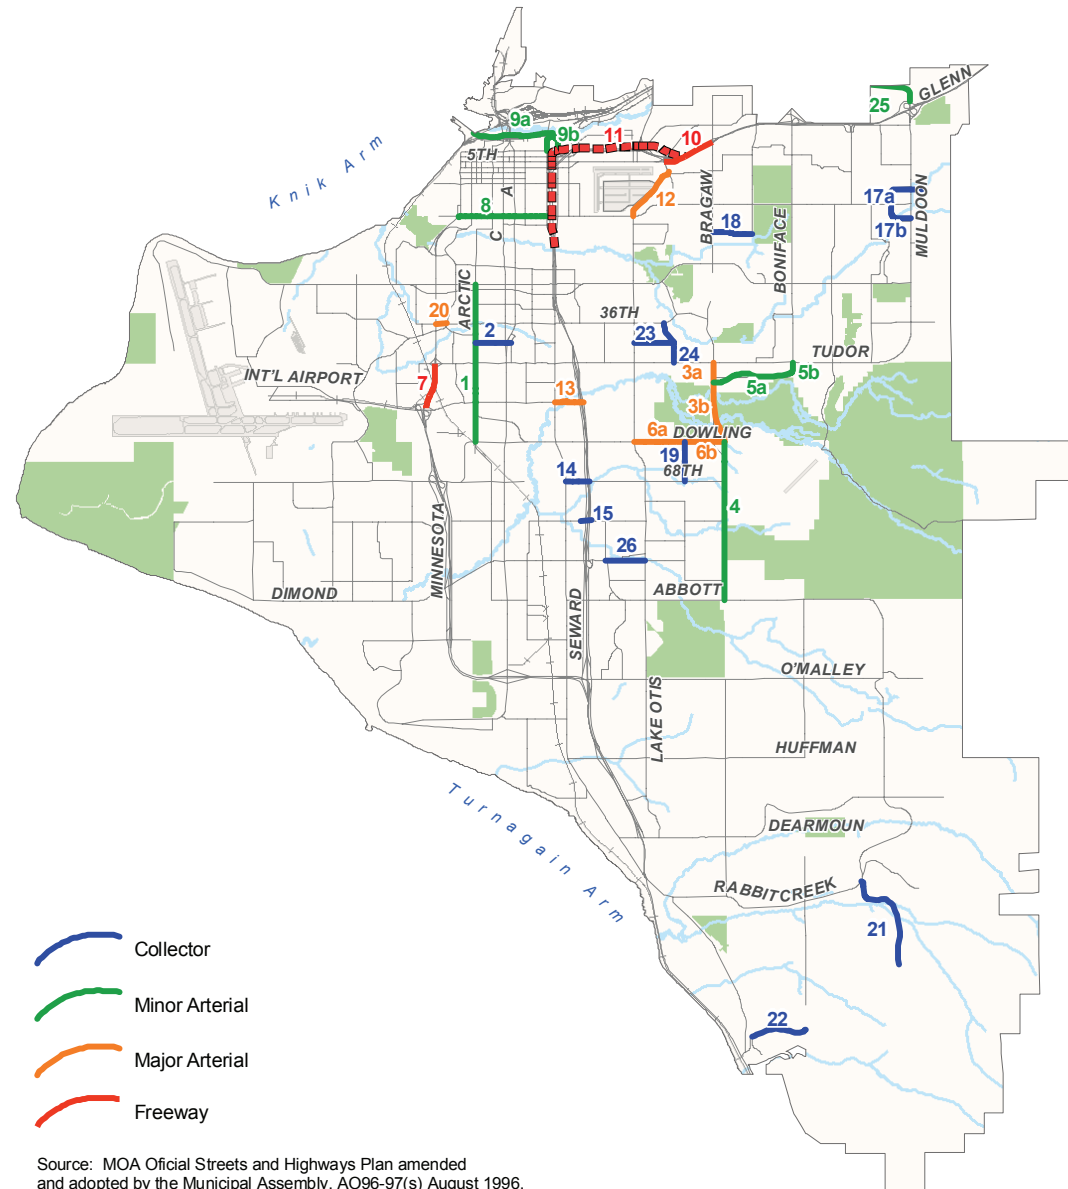 GLENN
25
9a
9b
11
10
5TH
Knik Arm
A
12
BRAGAW
17a
MULDOON
8
18
BONIFACE
17b
C
ARCTIC
20
36TH
2
23
24
TUDOR
INT'L AIRPORT
7
1
13
3a
5a
5b
3b
6a
DOWLING
6b
19
68TH
14
4
15
MINNESOTA
26
DIMOND
SEWARD
ABBOTT
O'MALLEY
LAKE OTIS
HUFFMAN
Turnagain Arm
DEARMOUN
RABBITCREEK
21
22
Collector
Minor Arterial
Major Arterial
Freeway
Source: MOA Oficial Streets and Highways Plan amended
and adopted by the Municipal Assembly, AO96-97(s) August 1996.